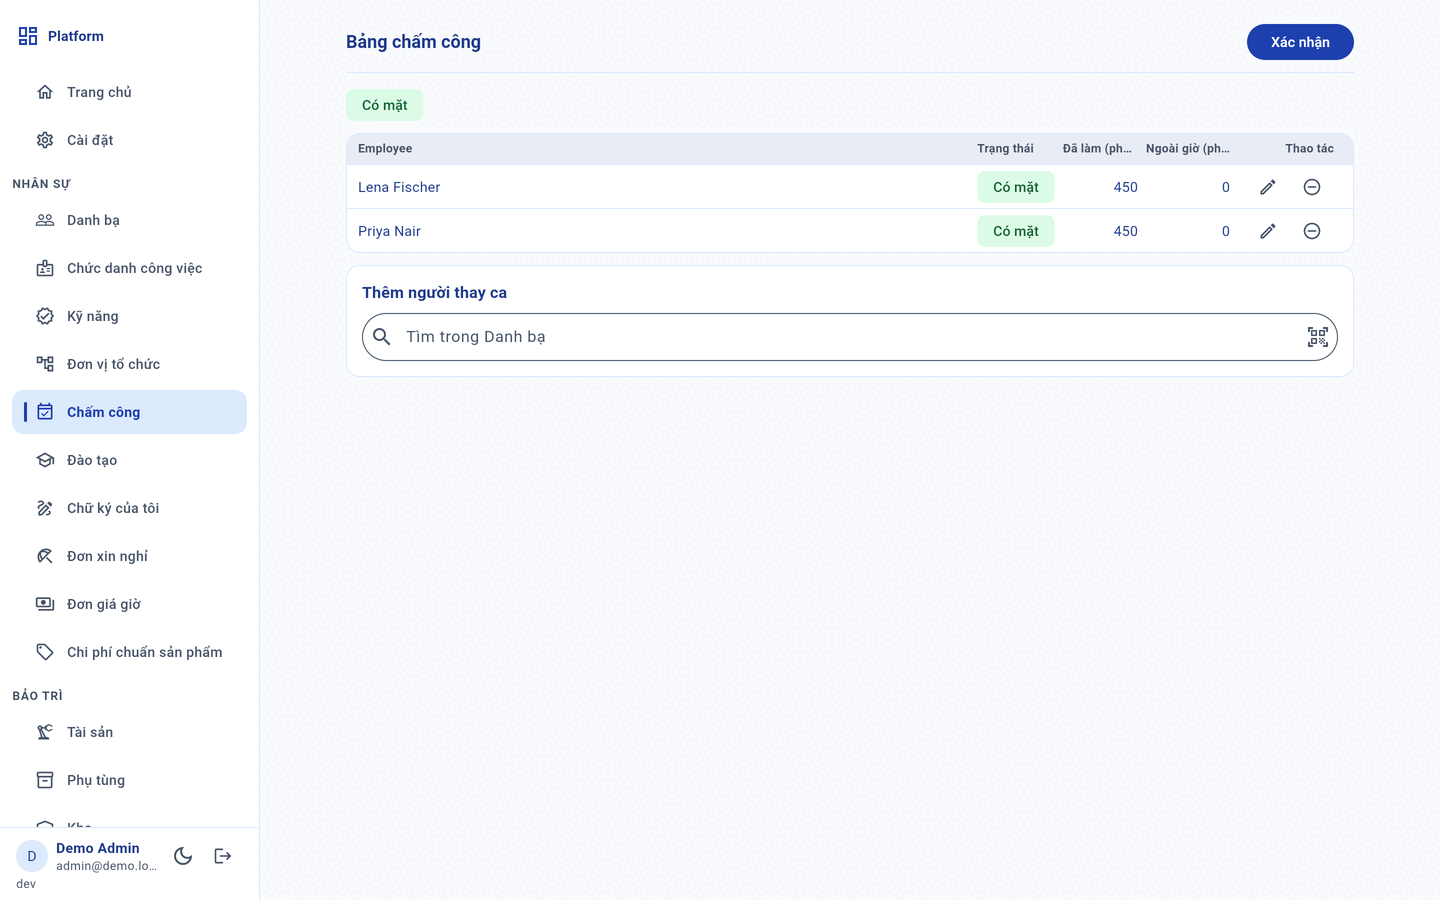 Platform
Trang chủ
Cài đặt
NHÂN SỰ
Danh bạ
Chức danh công việc
Kỹ năng
Đơn vị tổ chức
Chấm công
Đào tạo
Chữ ký của tôi
Đơn xin nghỉ
Đơn giá giờ
Chi phí chuẩn sản phẩm
BẢO TRÌ
Tài sản
Phụ tùng
Kho
D
Demo Admin
admin@demo.lo…
dev
Bảng chấm công
Xác nhận
Có mặt
Employee Trạng thái Đã làm (ph… Ngoài giờ (ph… Thao tác
Lena Fischer Có mặt 450 0
Priya Nair Có mặt 450 0
Thêm người thay ca
Tìm trong Danh bạ